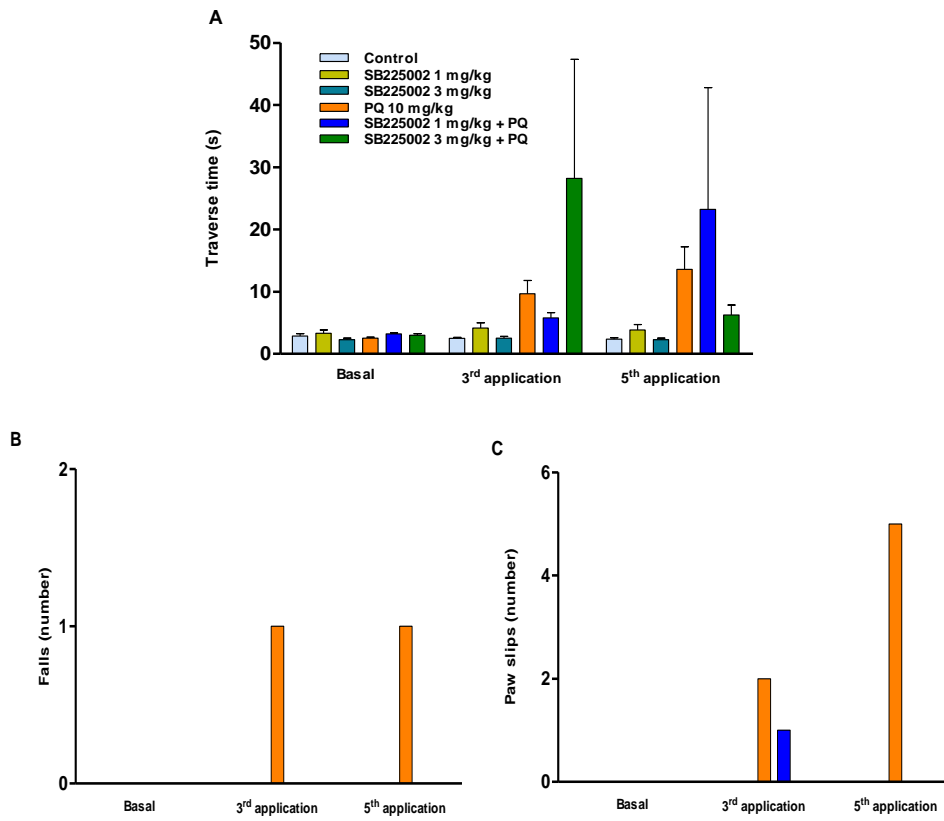 A
Traverse time (s)
50
40
30
20
10
0
Control
SB225002 1 mg/kg
SB225002 3 mg/kg
PQ 10 mg/kg
SB225002 1 mg/kg + PQ
SB225002 3 mg/kg + PQ
Basal 3rd application 5th application
B
Falls (number)
2
1
0
Basal 3rd application 5th application
C
Paw slips (number)
6
4
2
0
Basal 3rd application 5th application